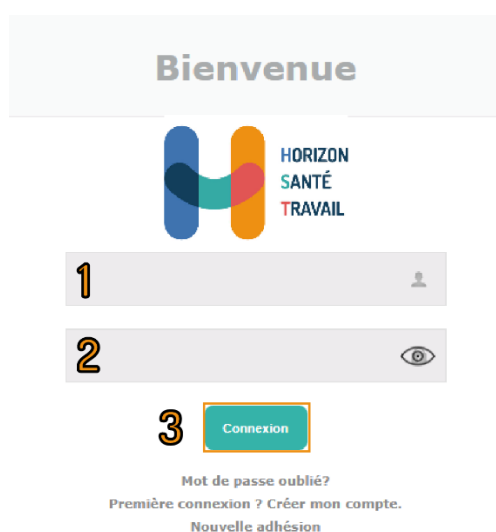 Bienvenue
HORIZON
SANTÉ
TRAVAIL
1
2
3
Connexion
Mot de passe oublié?
Première connexion ? Créer mon compte.
Nouvelle adhésion